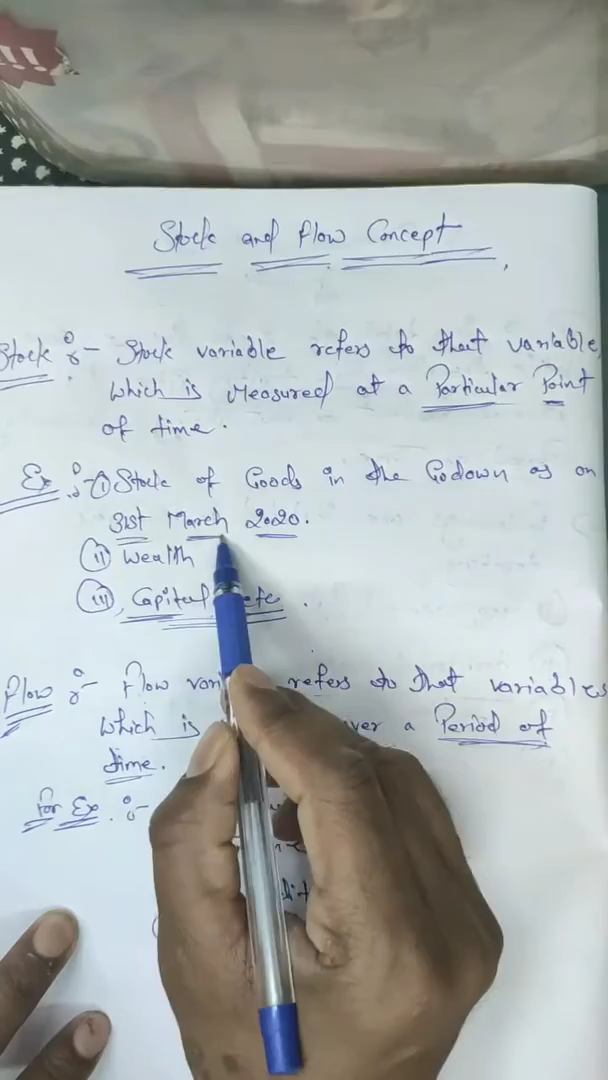 !!!
Stock and Flow Concept
Stock :- Stock variable refers to that variable,
which is Measured at a Particular Point
of time.
Ex :- (i) Stock of Goods in the Godown as on
31st March 2020.
(ii) Wealth
(iii) Capital etc.
Flow :- Flow refers to that variables
which is a Period of
time.
For Ex. :-